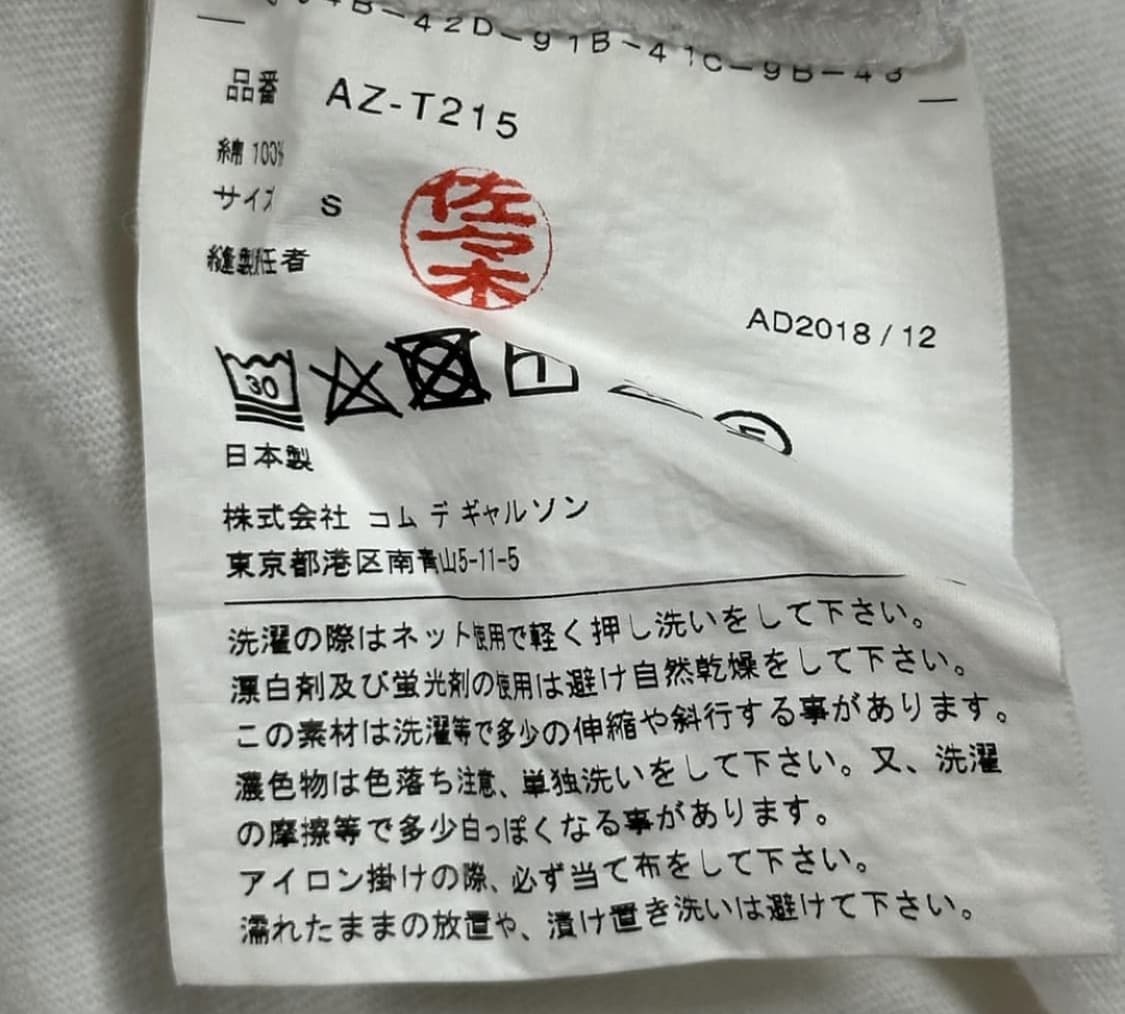 B-42D-91B-41C-9B-43
品番 AZ-T215
綿 100%
サイズ S
佐々木
縫製任者
AD2018/12
30
日本製
株式会社 コム デ ギャルソン
東京都港区南青山5-11-5
洗濯の際はネット使用で軽く押し洗いをして下さい。
漂白剤及び蛍光剤の使用は避け自然乾燥をして下さい。
この素材は洗濯等で多少の伸縮や斜行する事があります。
濃色物は色落ち注意、単独洗いをして下さい。又、洗濯
の摩擦等で多少白っぽくなる事があります。
アイロン掛けの際、必ず当て布をして下さい。
濡れたままの放置や、漬け置き洗いは避けて下さい。